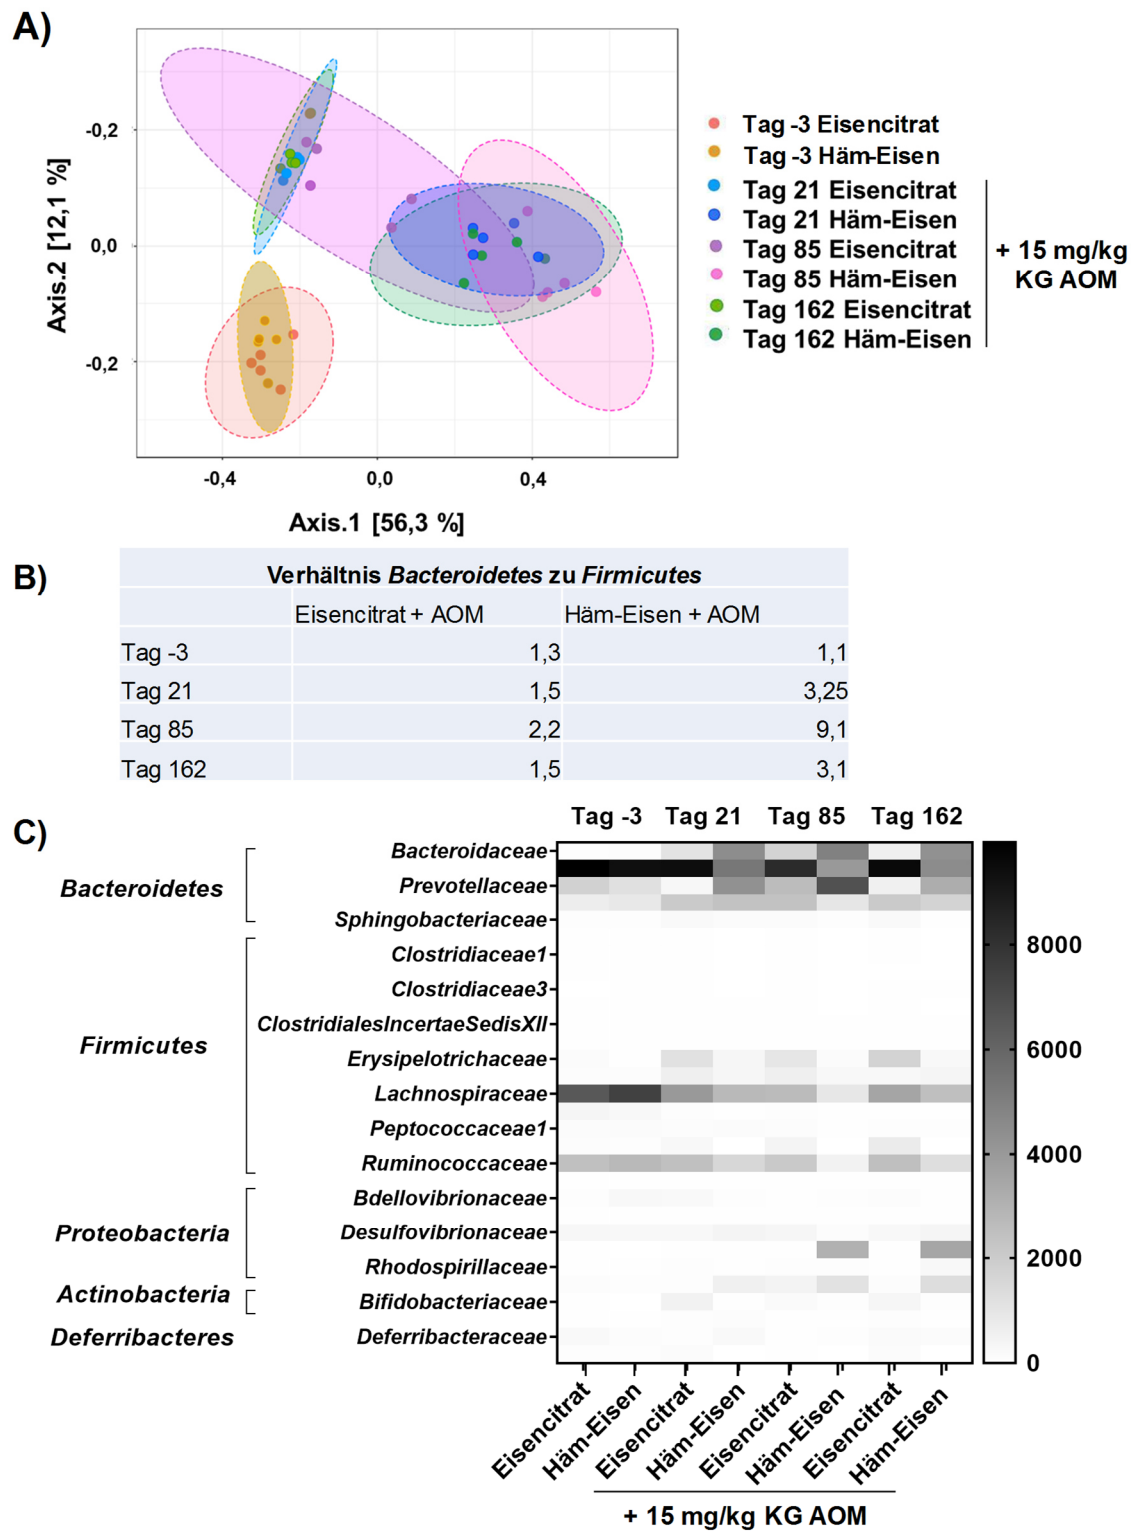 A)
-0,2
0,0
-0,2
Axis.2 [12,1 %]
-0,4
0,0
0,4
Axis.1 [56,3 %]
Tag -3 Eisencitrat
Tag -3 Häm-Eisen
Tag 21 Eisencitrat
Tag 21 Häm-Eisen
Tag 85 Eisencitrat
Tag 85 Häm-Eisen
Tag 162 Eisencitrat
Tag 162 Häm-Eisen
+ 15 mg/kg
KG AOM
B)
Verhältnis Bacteroidetes zu Firmicutes
Eisencitrat + AOM Häm-Eisen + AOM
Tag -3 1,3 1,1
Tag 21 1,5 3,25
Tag 85 2,2 9,1
Tag 162 1,5 3,1
C)
Tag -3 Tag 21 Tag 85 Tag 162
Bacteroidetes
Firmicutes
Proteobacteria
Actinobacteria
Deferribacteres
Bacteroidaceae
Prevotellaceae
Sphingobacteriaceae
Clostridiaceae1
Clostridiaceae3
ClostridialesIncertaeSedisXII
Erysipelotrichaceae
Lachnospiraceae
Peptococcaceae1
Ruminococcaceae
Bdellovibrionaceae
Desulfovibrionaceae
Rhodospirillaceae
Bifidobacteriaceae
Deferribacteraceae
8000
6000
4000
2000
0
Eisencitrat
Häm-Eisen
Eisencitrat
Häm-Eisen
Eisencitrat
Häm-Eisen
Eisencitrat
Häm-Eisen
+ 15 mg/kg KG AOM